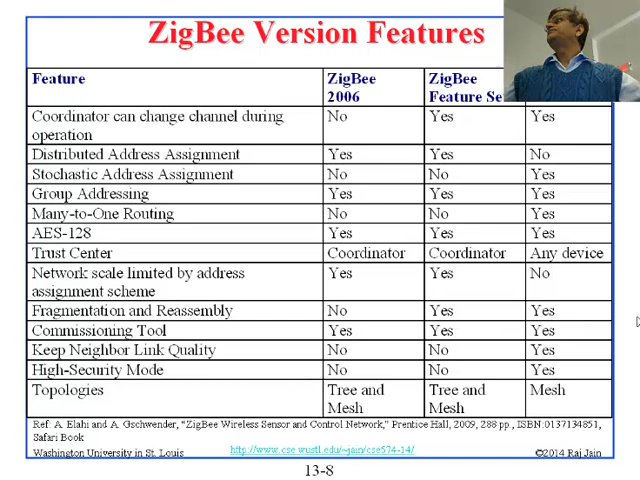 ZigBee Version Features
Feature ZigBee 2006 ZigBee Feature Se
Coordinator can change channel during operation No Yes Yes
Distributed Address Assignment Yes Yes No
Stochastic Address Assignment No No Yes
Group Addressing Yes Yes Yes
Many-to-One Routing No No Yes
AES-128 Yes Yes Yes
Trust Center Coordinator Coordinator Any device
Network scale limited by address assignment scheme Yes Yes No
Fragmentation and Reassembly No Yes Yes
Commissioning Tool Yes Yes Yes
Keep Neighbor Link Quality No No Yes
High-Security Mode No No Yes
Topologies Tree and Mesh Tree and Mesh Mesh
Ref: A. Elahi and A. Gschwender, "ZigBee Wireless Sensor and Control Network," Prentice Hall, 2009, 288 pp., ISBN:0137134851,
Safari Book
Washington University in St. Louis http://www.cse.wustl.edu/~jain/cse574-14/ ©2014 Raj Jain
13-8